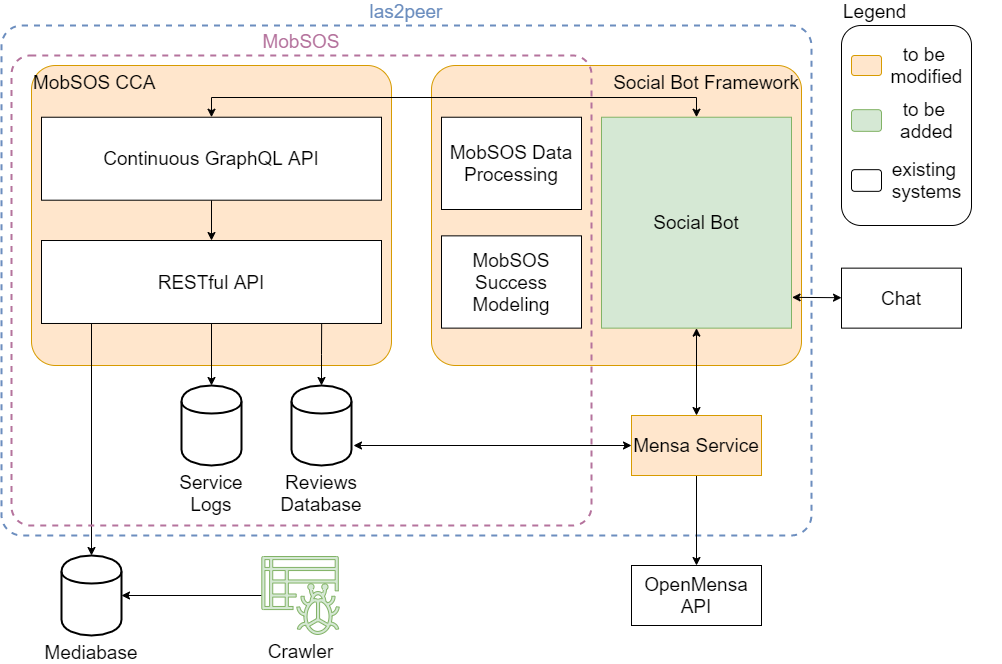 las2peer
MobSOS
MobSOS CCA
Continuous GraphQL API
RESTful API
Social Bot Framework
MobSOS Data
Processing
MobSOS
Success
Modeling
Social Bot
Legend
to be
modified
to be
added
existing
systems
Chat
Service
Logs
Reviews
Database
Mensa Service
OpenMensa
API
Mediabase
Crawler